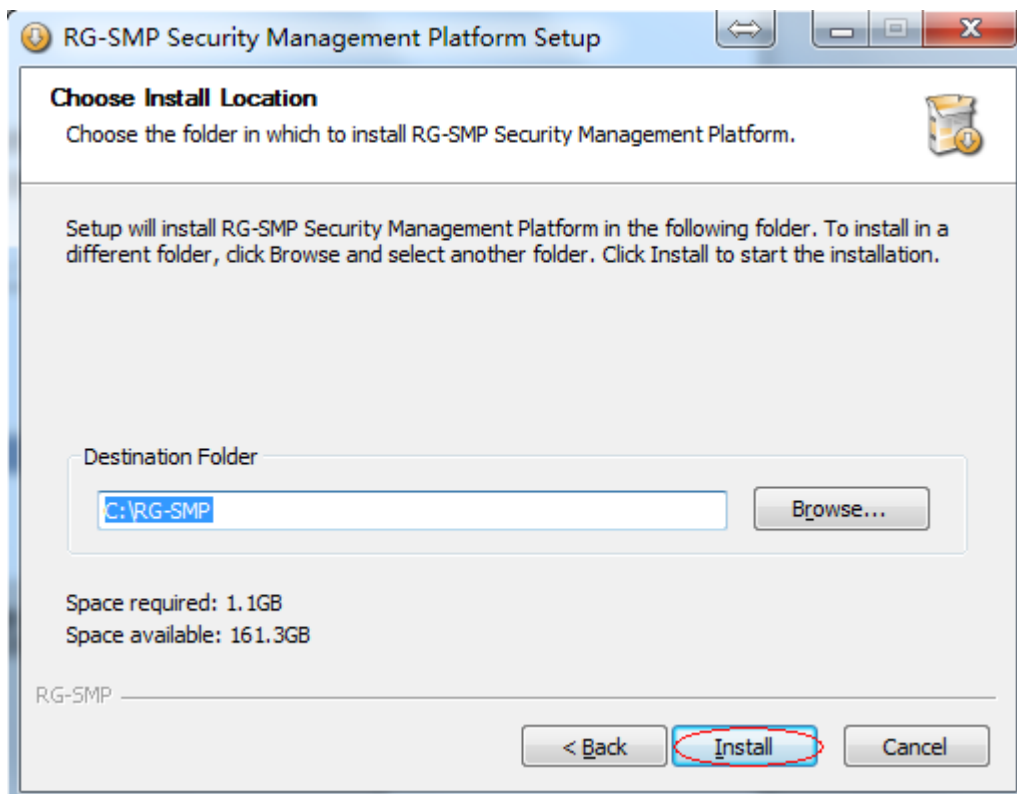 RG-SMP Security Management Platform Setup
Choose Install Location
Choose the folder in which to install RG-SMP Security Management Platform.
Setup will install RG-SMP Security Management Platform in the following folder. To install in a
different folder, click Browse and select another folder. Click Install to start the installation.
Destination Folder
C:\RG-SMP
Browse...
Space required: 1.1GB
Space available: 161.3GB
RG-SMP
< Back
Install
Cancel